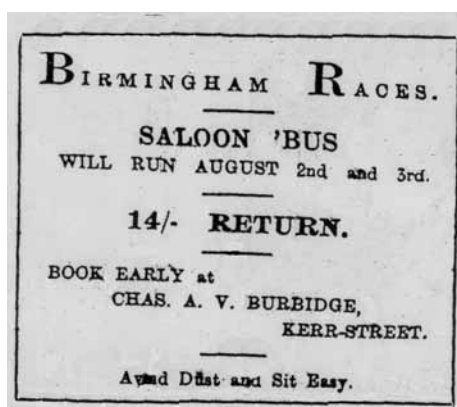 BIRMINGHAM RACES.
SALOON 'BUS
WILL RUN AUGUST 2nd and 3rd.
14/- RETURN.
BOOK EARLY at
CHAS. A. V. BURBIDGE,
KERR-STREET.
Avoid Dust and Sit Easy.